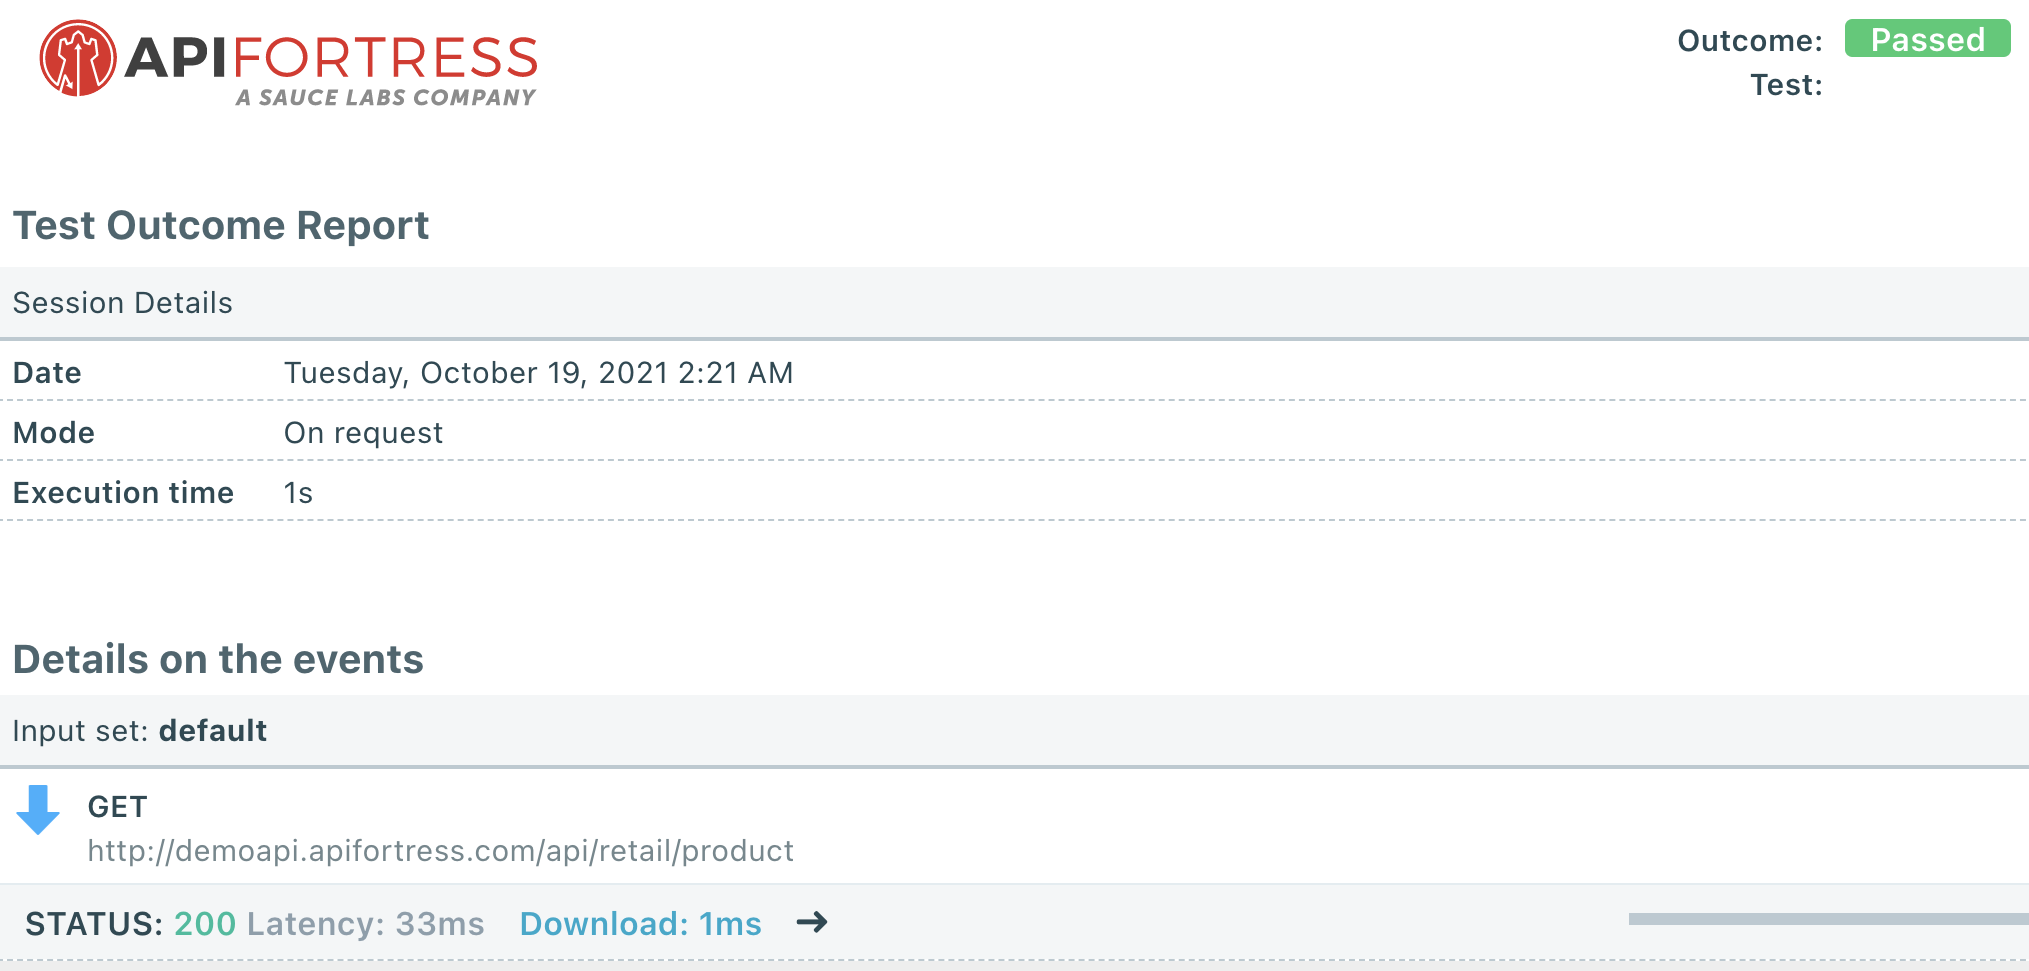 APIFORTRESS
A SAUCE LABS COMPANY
Outcome: Passed
Test:
Test Outcome Report
Session Details
Date Tuesday, October 19, 2021 2:21 AM
Mode On request
Execution time 1s
Details on the events
Input set: default
GET
http://demoapi.apifortress.com/api/retail/product
STATUS: 200 Latency: 33ms Download: 1ms →